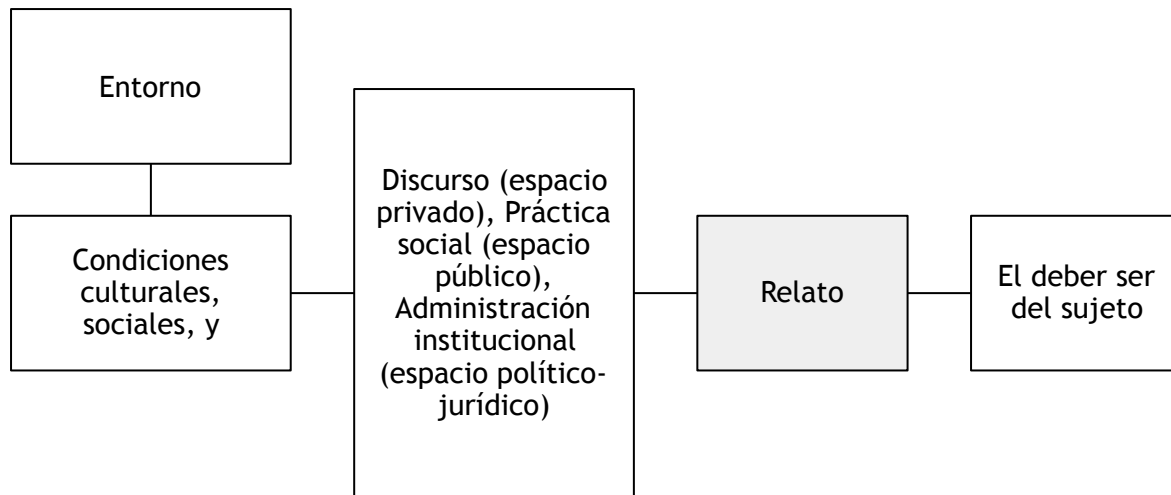 Entorno
Condiciones
culturales,
sociales, y
Discurso (espacio
privado), Práctica
social (espacio
público),
Administración
institucional
(espacio político-
jurídico)
Relato
El deber ser
del sujeto